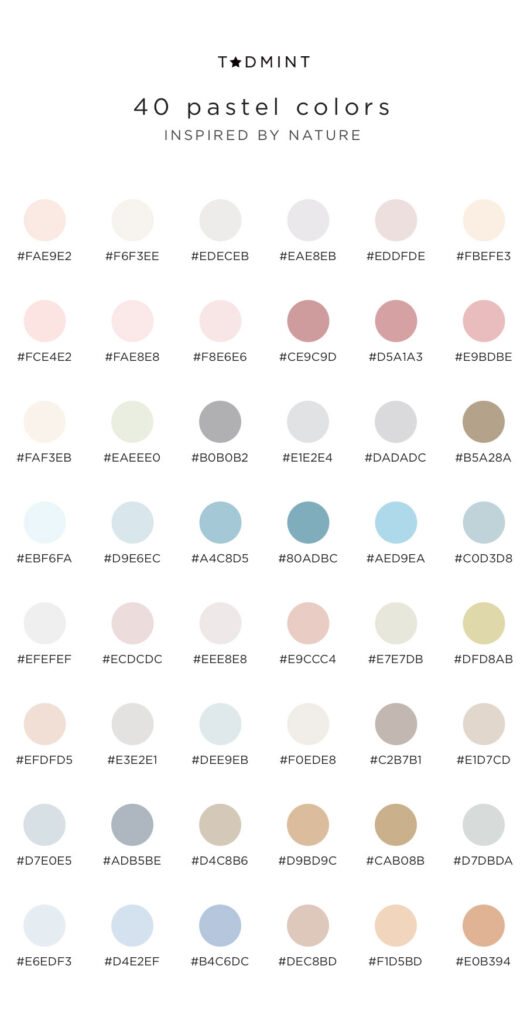 T★DMINT
40 pastel colors
INSPIRED BY NATURE
#FAE9E2 #F6F3EE #EDECEB #EAE8EB #EDDFDE #FBEFE3
#FCE4E2 #FAE8E8 #F8E6E6 #CE9C9D #D5A1A3 #E9BDBE
#FAF3EB #EAEEE0 #B0B0B2 #E1E2E4 #DADADC #B5A28A
#EBF6FA #D9E6EC #A4C8D5 #80ADBC #AED9EA #C0D3D8
#EFEFEF #ECDCDC #EEE8E8 #E9CCC4 #E7E7DB #DFD8AB
#EFDFD5 #E3E2E1 #DEE9EB #F0EDE8 #C2B7B1 #E1D7CD
#D7E0E5 #ADB5BE #D4C8B6 #D9BD9C #CAB08B #D7DBDA
#E6EDF3 #D4E2EF #B4C6DC #DEC8BD #F1D5BD #E0B394